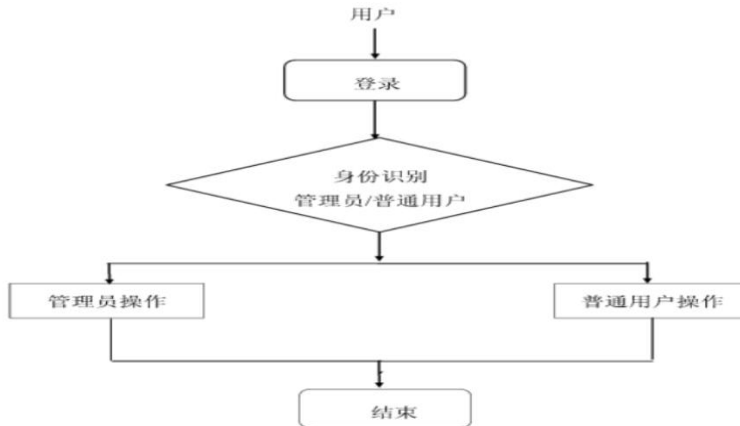 用户
登录
身份识别
管理员/普通用户
管理员操作
普通用户操作
结束